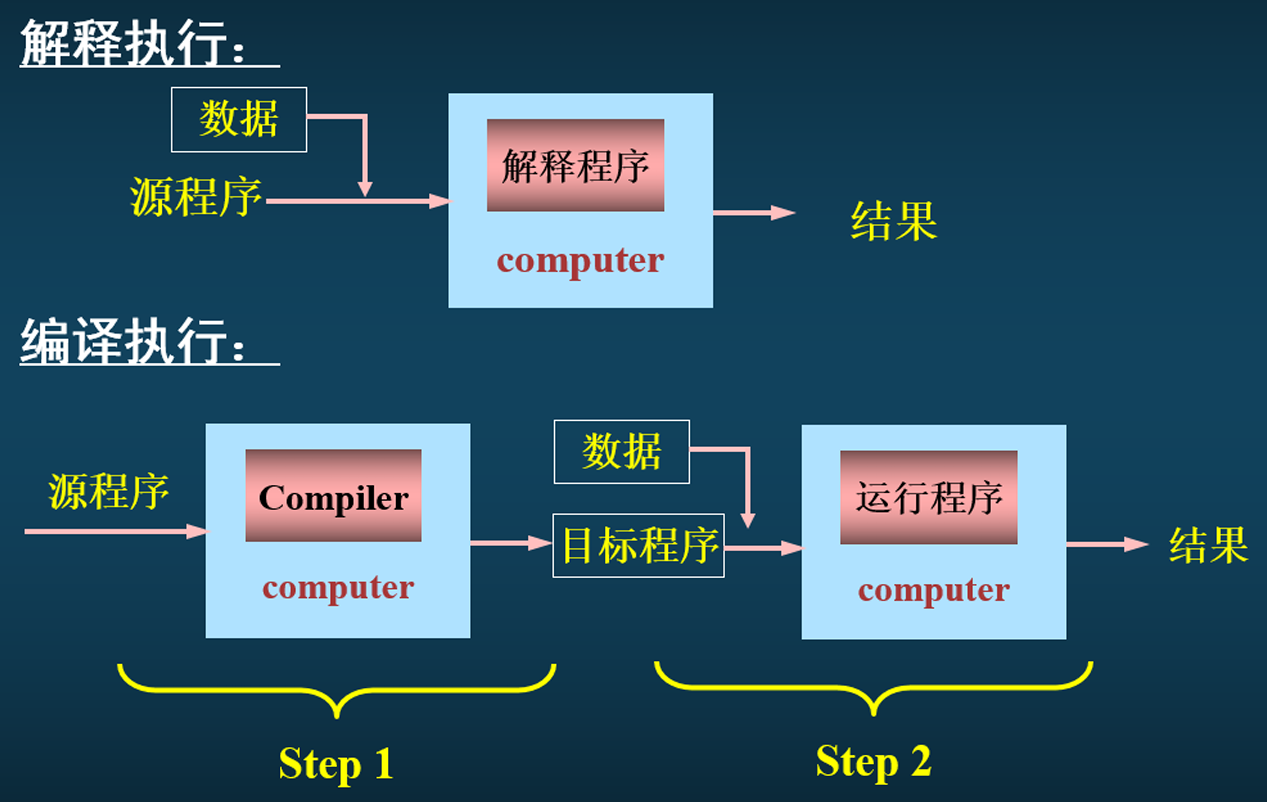 解释执行：
数据
源程序
解释程序
computer
结果
编译执行：
源程序
Compiler
computer
数据
目标程序
运行程序
computer
结果
Step 1
Step 2